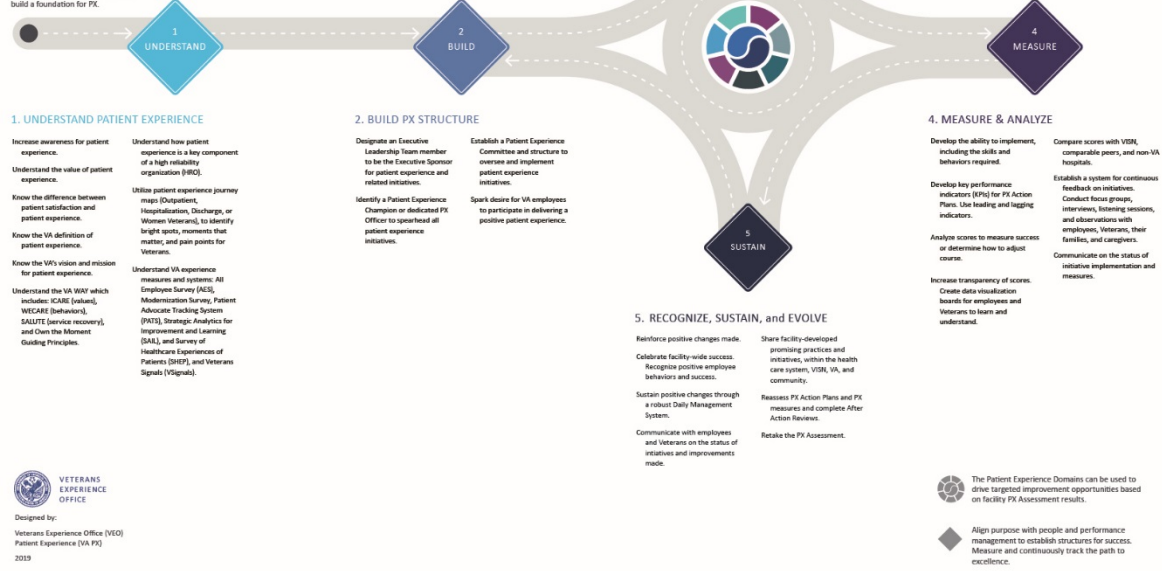 build a foundation for PX.
1
UNDERSTAND
2
BUILD
4
MEASURE
5
SUSTAIN
1. UNDERSTAND PATIENT EXPERIENCE
Increase awareness for patient
experience.
Understand the value of patient
experience.
Know the difference between
patient satisfaction and
patient experience.
Know the VA definition of
patient experience.
Know the VA's vision and mission
for patient experience.
Understand the VA WAY which
includes: ICARE (values),
WECARE (behaviors),
SALUTE (service recovery),
and Own the Moment
Guiding Principles.
Understand how patient
experience is a key component
of a high reliability
organization (HRO).
Utilize patient experience journey
maps (Outpatient,
Hospitalization, Discharge, or
Women Veterans), to identify
bright spots, moments that
matter, and pain points for
Veterans.
Understand VA experience
measures and systems: All
Employee Survey (AES),
Modernization Survey, Patient
Advocate Tracking System
(PATS), Strategic Analytics for
Improvement and Learning
(SAIL), and Survey of
Healthcare Experiences of
Patients (SHEP), and Veterans
Signals (VSignals).
2. BUILD PX STRUCTURE
Designate an Executive
Leadership Team member
to be the Executive Sponsor
for patient experience and
related initiatives.
Identify a Patient Experience
Champion or dedicated PX
Officer to spearhead all
patient experience
initiatives.
Establish a Patient Experience
Committee and structure to
oversee and implement
patient experience
initiatives.
Spark desire for VA employees
to participate in delivering a
positive patient experience.
4. MEASURE & ANALYZE
Develop the ability to implement,
including the skills and
behaviors required.
Develop key performance
indicators (KPIs) for PX Action
Plans. Use leading and lagging
indicators.
Analyze scores to measure success
or determine how to adjust
course.
Increase transparency of scores.
Create data visualization
boards for employees and
Veterans to learn and
understand.
Compare scores with VISN,
comparable peers, and non-VA
hospitals.
Establish a system for continuous
feedback on initiatives.
Conduct focus groups,
interviews, listening sessions,
and observations with
employees, Veterans, their
families, and caregivers.
Communicate on the status of
initiative implementation and
measures.
5. RECOGNIZE, SUSTAIN, and EVOLVE
Reinforce positive changes made.
Celebrate facility-wide success.
Recognize positive employee
behaviors and success.
Sustain positive changes through
a robust Daily Management
System.
Communicate with employees
and Veterans on the status of
intiatives and improvements
made.
Share facility-developed
promising practices and
initiatives, within the health
care system, VISN, VA, and
community.
Reassess PX Action Plans and PX
measures and complete After
Action Reviews.
Retake the PX Assessment.
VETERANS
EXPERIENCE
OFFICE
Designed by:
Veterans Experience Office (VEO)
Patient Experience (VA PX)
2019
The Patient Experience Domains can be used to
drive targeted improvement opportunities based
on facility PX Assessment results.
Align purpose with people and performance
management to establish structures for success.
Measure and continuously track the path to
excellence.